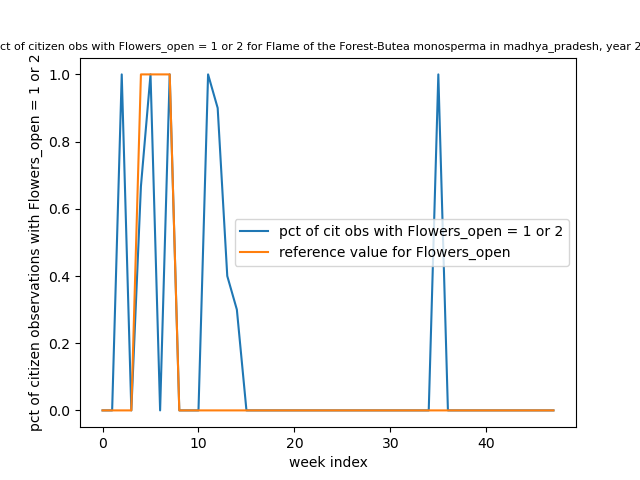 ct of citizen obs with Flowers_open = 1 or 2 for Flame of the Forest-Butea monosperma in madhya_pradesh, year 2
pct of citizen observations with Flowers_open = 1 or 2
1.0
0.8
0.6
0.4
0.2
0.0
pct of cit obs with Flowers_open = 1 or 2
reference value for Flowers_open
0
10
20
30
40
week index